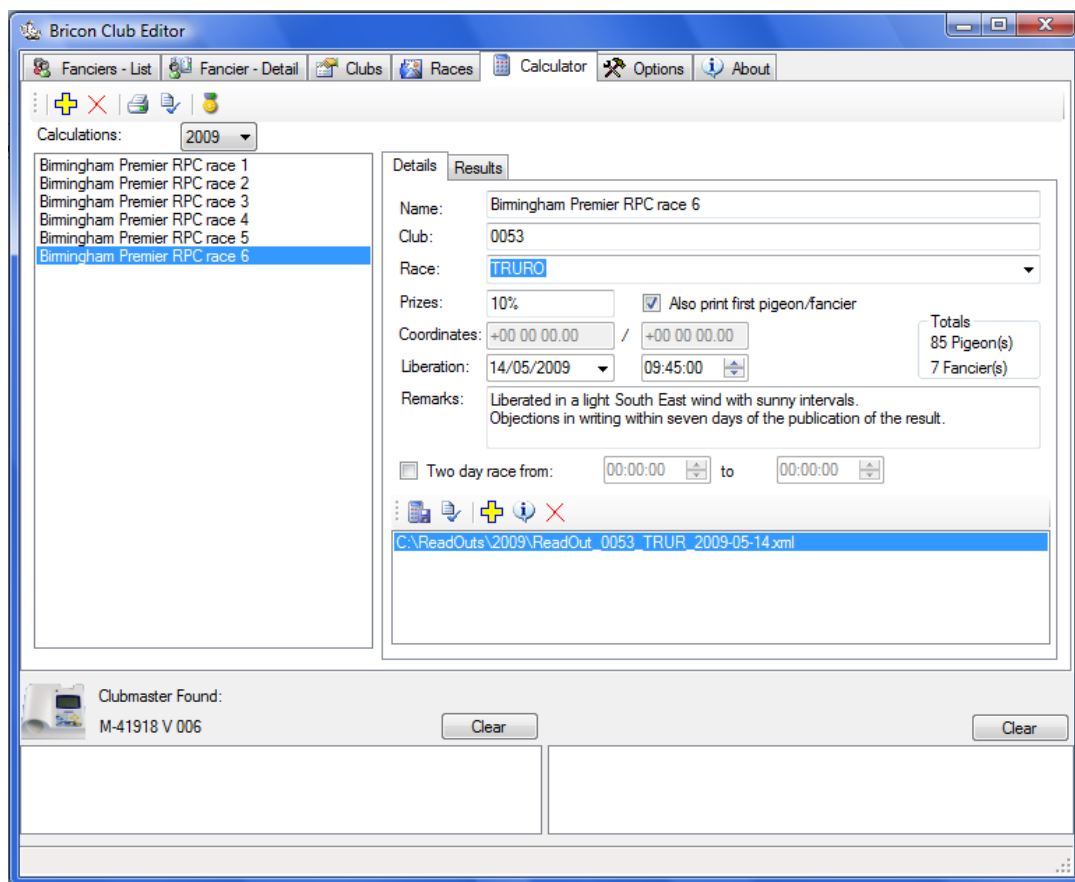 Bricon Club Editor
Fanciers - List Fancier - Detail Clubs Races Calculator Options About
Calculations: 2009
Birmingham Premier RPC race 1
Birmingham Premier RPC race 2
Birmingham Premier RPC race 3
Birmingham Premier RPC race 4
Birmingham Premier RPC race 5
Birmingham Premier RPC race 6
Details Results
Name: Birmingham Premier RPC race 6
Club: 0053
Race: TRURO
Prizes: 10% Also print first pigeon/fancier
Coordinates: +00 00 00.00 / +00 00 00.00
Totals
85 Pigeon(s)
7 Fancier(s)
Liberation: 14/05/2009 09:45:00
Remarks: Liberated in a light South East wind with sunny intervals.
Objections in writing within seven days of the publication of the result.
Two day race from: 00:00:00 to 00:00:00
C:\ReadOuts\2009\ReadOut_0053_TRUR_2009-05-14.xml
Clubmaster Found:
M-41918 V 006
Clear
Clear